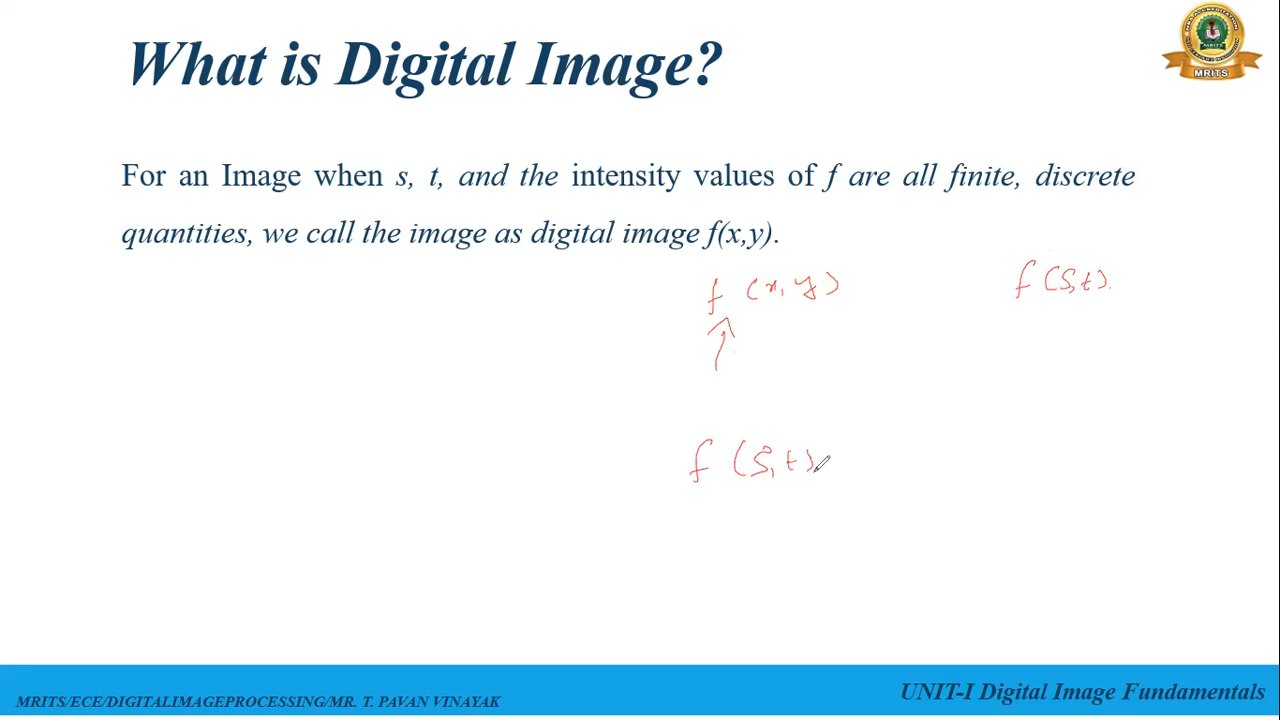 What is Digital Image?
MRITS
For an Image when s, t, and the intensity values of f are all finite, discrete
quantities, we call the image as digital image f(x,y).
f (x, y)
f (s,t).
f (s,t)
MRITS/ECE/DIGITALIMAGEPROCESSING/MR. T. PAVAN VINAYAK
UNIT-I Digital Image Fundamentals